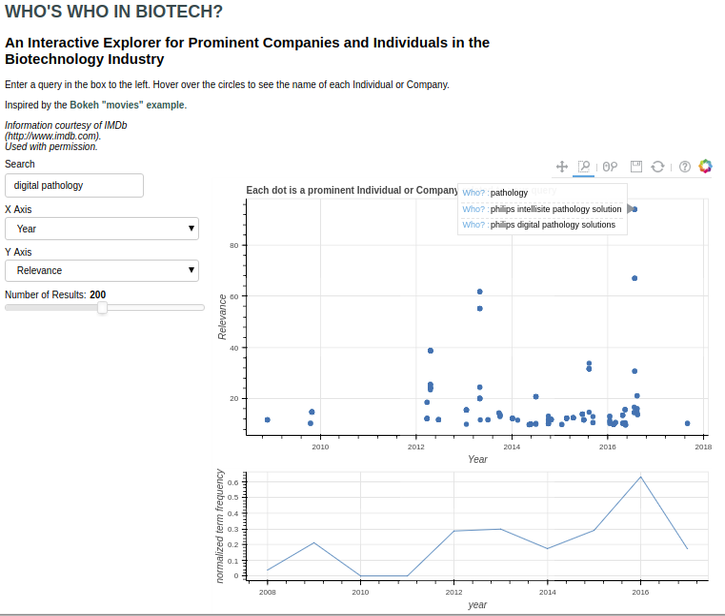 WHO'S WHO IN BIOTECH?
An Interactive Explorer for Prominent Companies and Individuals in the
Biotechnology Industry
Enter a query in the box to the left. Hover over the circles to see the name of each Individual or Company.
Inspired by the Bokeh "movies" example.
Information courtesy of IMDb
(http://www.imdb.com).
Used with permission.
Search
digital pathology
X Axis
Year
Y Axis
Relevance
Number of Results: 200
Each dot is a prominent Individual or Company
Who? : pathology
Who? : philips intellisite pathology solution
Who? : philips digital pathology solutions
Relevance
80
60
40
20
2010
2012
2014
2016
2018
Year
normalized term frequency
0.6
0.5
0.4
0.3
0.2
0.1
0
2008
2010
2012
2014
2016
year